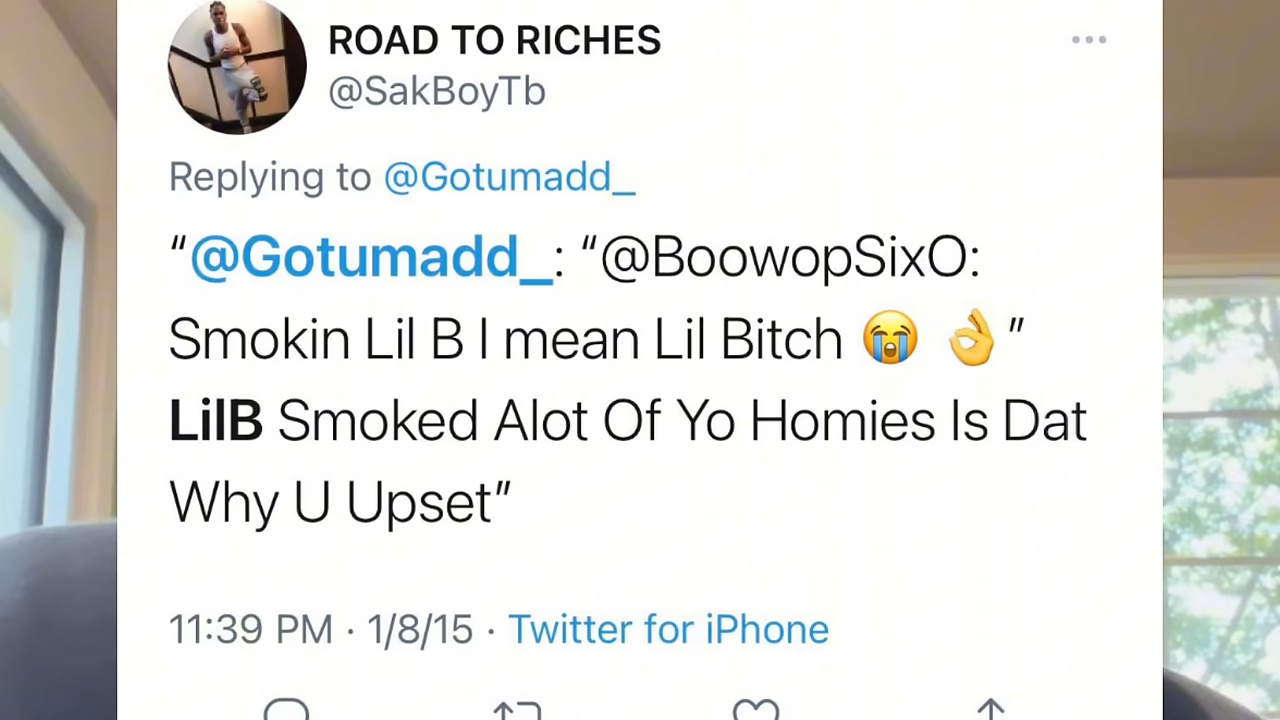 ROAD TO RICHES
@SakBoyTb
Replying to @Gotumadd_
“@Gotumadd_: “@BoowopSixO:
Smokin Lil B I mean Lil Bitch 😭 👌”
LilB Smoked Alot Of Yo Homies Is Dat
Why U Upset”
11:39 PM · 1/8/15 · Twitter for iPhone